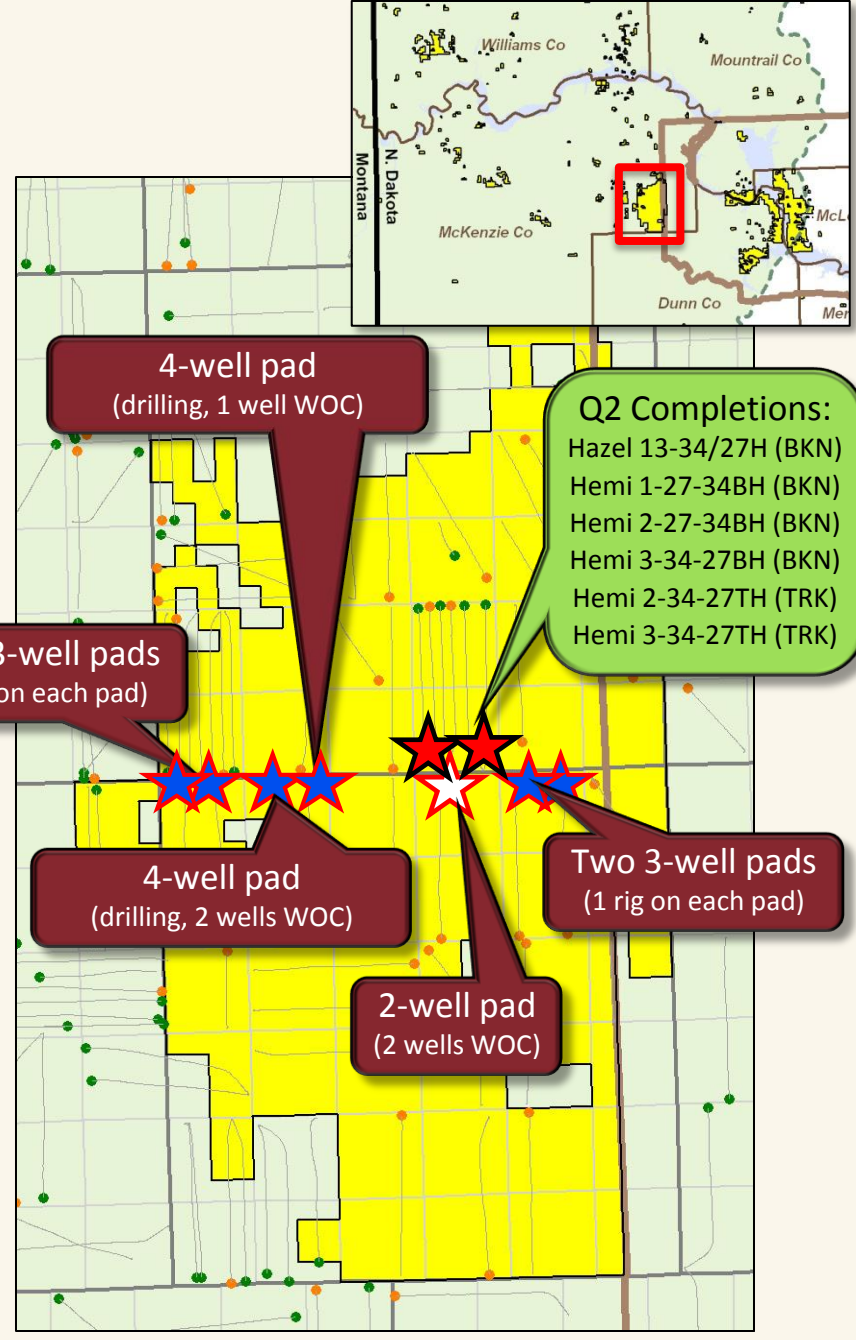 Williams Co
Mountrail Co
N. Dakota
Montana
McKenzie Co
Dunn Co
4-well pad
(drilling, 1 well WOC)
Q2 Completions:
Hazel 13-34/27H (BKN)
Hemi 1-27-34BH (BKN)
Hemi 2-27-34BH (BKN)
Hemi 3-34-27BH (BKN)
Hemi 2-34-27TH (TRK)
Hemi 3-34-27TH (TRK)
3-well pads
on each pad)
4-well pad
(drilling, 2 wells WOC)
Two 3-well pads
(1 rig on each pad)
2-well pad
(2 wells WOC)